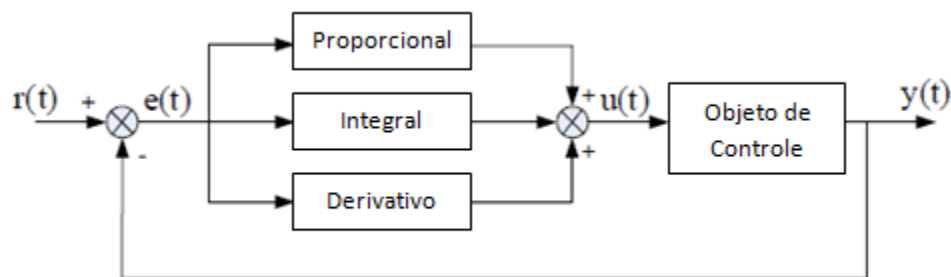 Proporcional
r(t) + e(t) Integral + u(t) Objeto de Controle y(t)
- +
Derivativo